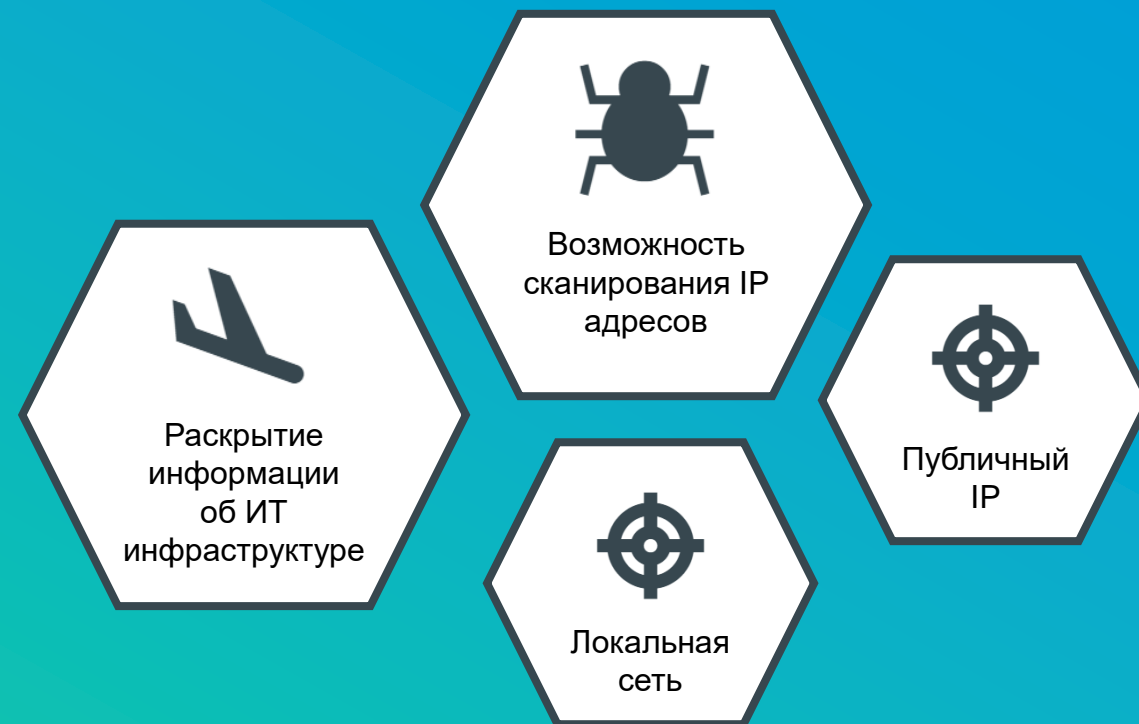 Возможность
сканирования IP
адресов
Раскрытие
информации
об ИТ
инфраструктуре
Публичный
IP
Локальная
сеть